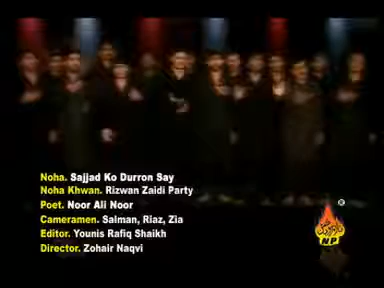 Noha. Sajjad Ko Durron Say
Noha Khwan. Rizwan Zaidi Party
Poet. Noor Ali Noor
Cameramen. Salman, Riaz, Zia
Editor. Younis Rafiq Shaikh
Director. Zohair Naqvi
®
NP